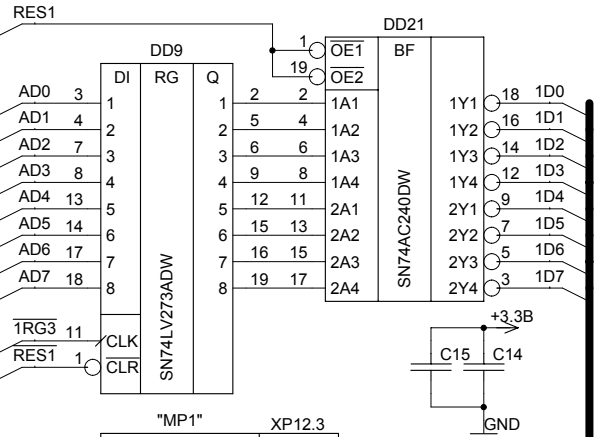 RES1
DD21
DD9
1 OE1 BF
19 OE2
DI RG Q
AD0 3 1 1 2 2 1A1 1Y1 18 1D0
AD1 4 2 2 5 4 1A2 1Y2 16 1D1
AD2 7 3 3 6 6 1A3 1Y3 14 1D2
AD3 8 4 4 9 8 1A4 1Y4 12 1D3
AD4 13 5 5 12 11 2A1 2Y1 9 1D4
AD5 14 6 6 15 13 2A2 2Y2 7 1D5
AD6 17 7 7 16 15 2A3 2Y3 5 1D6
AD7 18 8 8 19 17 2A4 2Y4 3 1D7
SN74LV273ADW
SN74AC240DW
1RG3 11 CLK
RES1 1 CLR
+3.3В
C15 C14
GND
"MP1" XP12.3